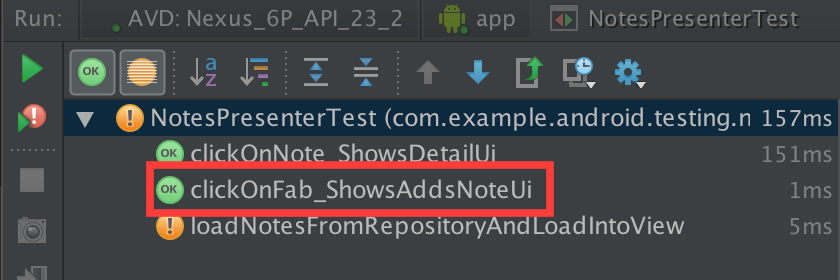 Run: AVD: Nexus_6P_API_23_2 app NotesPresenterTest
OK
NotesPresenterTest (com.example.android.testing.n 157ms
OK clickOnNote_ShowsDetailUi 151ms
OK clickOnFab_ShowsAddsNoteUi 1ms
loadNotesFromRepositoryAndLoadIntoView 5ms